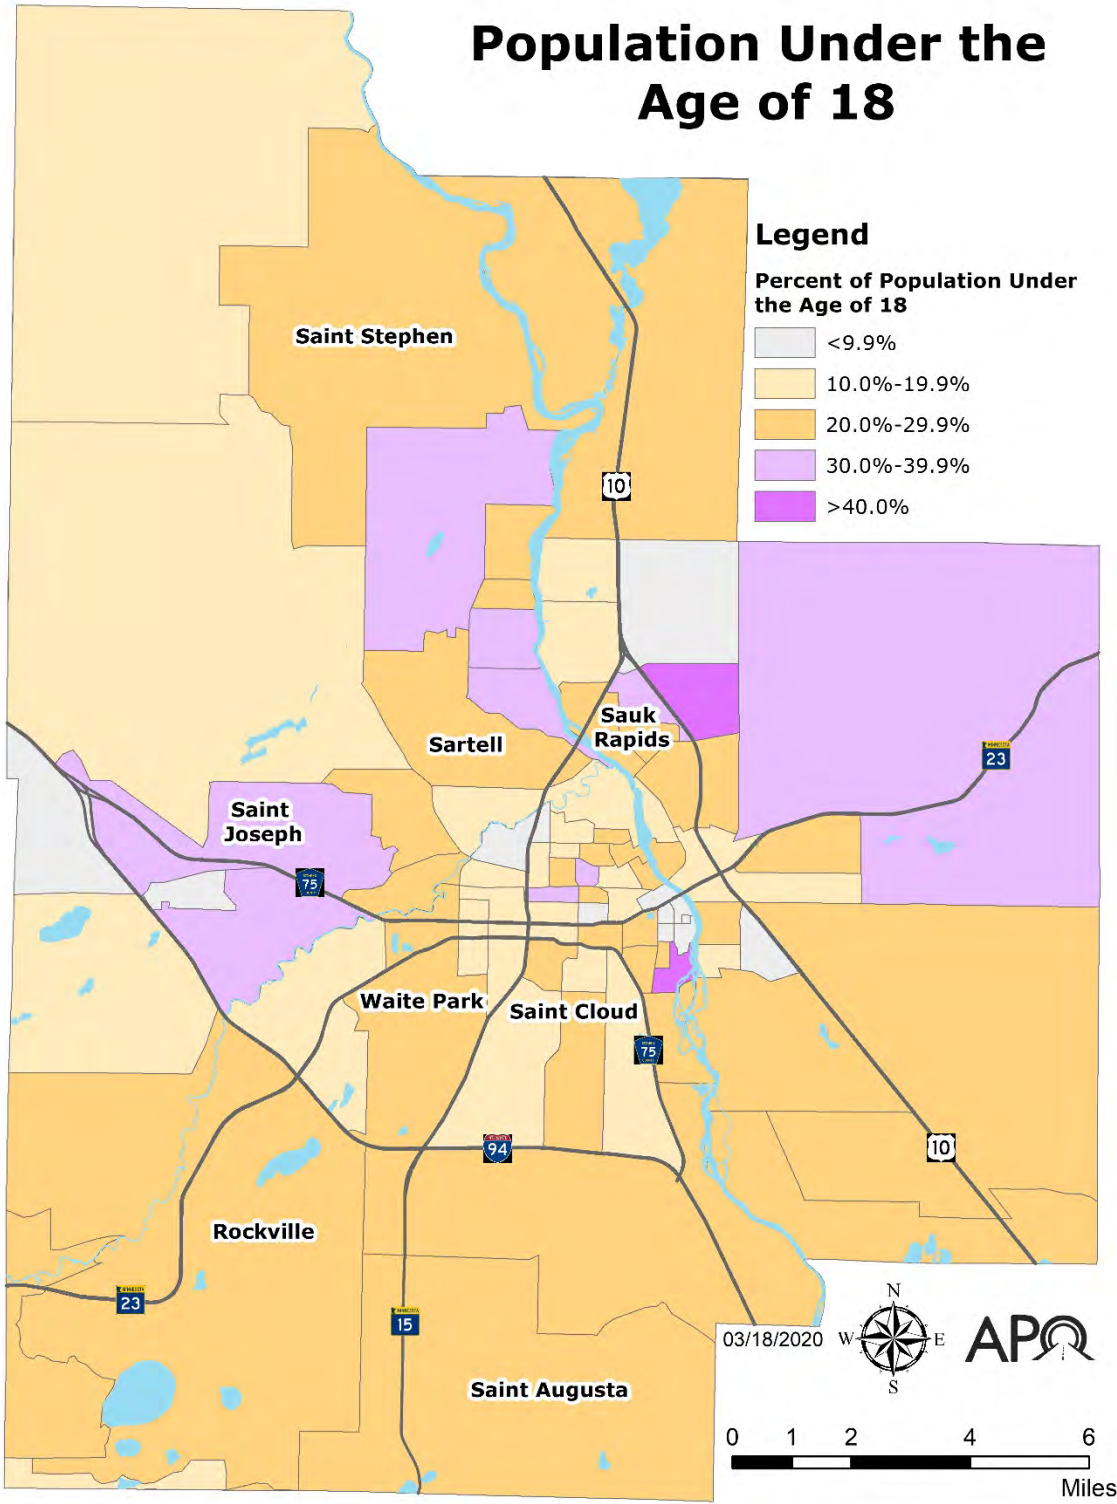 Population Under the
Age of 18
Legend
Percent of Population Under
the Age of 18
<9.9%
10.0%-19.9%
20.0%-29.9%
30.0%-39.9%
>40.0%
Saint Stephen
10
Sauk
Rapids
Sartell
23
Saint
Joseph
75
Waite Park
Saint Cloud
75
94
10
Rockville
23
15
Saint Augusta
03/18/2020
N
W
E
S
APO
0 1 2 4 6
Miles